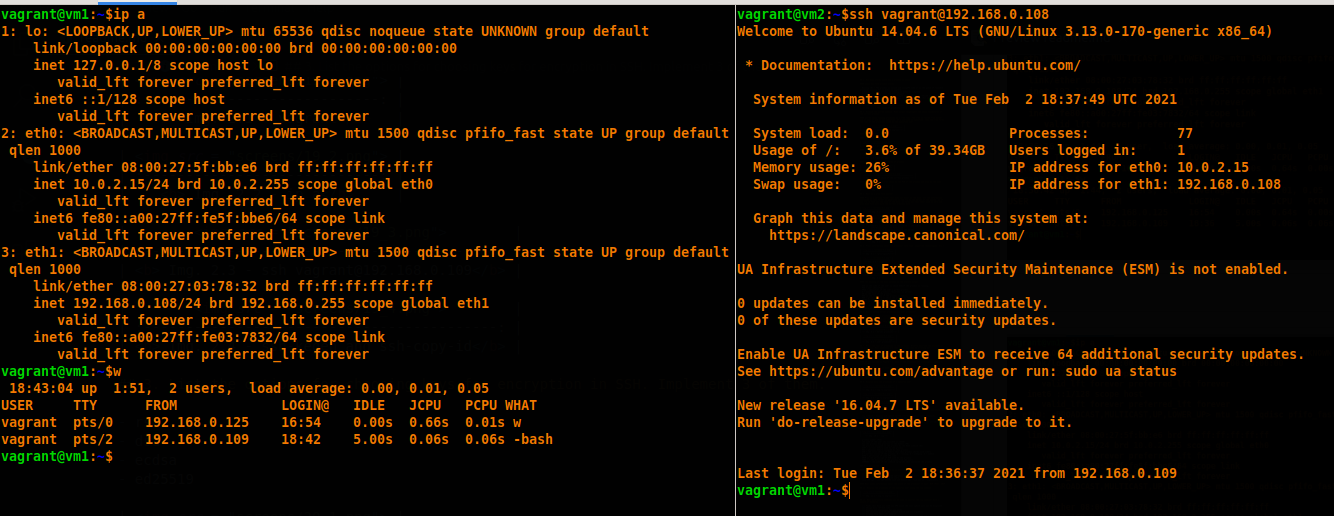 vagrant@vm1:~$ip a
1: lo: <LOOPBACK,UP,LOWER_UP> mtu 65536 qdisc noqueue state UNKNOWN group default
    link/loopback 00:00:00:00:00:00 brd 00:00:00:00:00:00
    inet 127.0.0.1/8 scope host lo
       valid_lft forever preferred_lft forever
    inet6 ::1/128 scope host
       valid_lft forever preferred_lft forever
2: eth0: <BROADCAST,MULTICAST,UP,LOWER_UP> mtu 1500 qdisc pfifo_fast state UP group default
 qlen 1000
    link/ether 08:00:27:5f:bb:e6 brd ff:ff:ff:ff:ff:ff
    inet 10.0.2.15/24 brd 10.0.2.255 scope global eth0
       valid_lft forever preferred_lft forever
    inet6 fe80::a00:27ff:fe5f:bbe6/64 scope link
       valid_lft forever preferred_lft forever
3: eth1: <BROADCAST,MULTICAST,UP,LOWER_UP> mtu 1500 qdisc pfifo_fast state UP group default
 qlen 1000
    link/ether 08:00:27:03:78:32 brd ff:ff:ff:ff:ff:ff
    inet 192.168.0.108/24 brd 192.168.0.255 scope global eth1
       valid_lft forever preferred_lft forever
    inet6 fe80::a00:27ff:fe03:7832/64 scope link
       valid_lft forever preferred_lft forever
vagrant@vm1:~$w
 18:43:04 up  1:51,  2 users,  load average: 0.00, 0.01, 0.05
USER     TTY      FROM             LOGIN@   IDLE   JCPU   PCPU WHAT
vagrant  pts/0    192.168.0.125    16:54    0.00s  0.66s  0.01s w
vagrant  pts/2    192.168.0.109    18:42    5.00s  0.06s  0.06s -bash
vagrant@vm1:~$
vagrant@vm2:~$ssh vagrant@192.168.0.108
Welcome to Ubuntu 14.04.6 LTS (GNU/Linux 3.13.0-170-generic x86_64)
 * Documentation:  https://help.ubuntu.com/
  System information as of Tue Feb  2 18:37:49 UTC 2021
  System load:  0.0               Processes:           77
  Usage of /:   3.6% of 39.34GB   Users logged in:     1
  Memory usage: 26%               IP address for eth0: 10.0.2.15
  Swap usage:   0%                IP address for eth1: 192.168.0.108
  Graph this data and manage this system at:
    https://landscape.canonical.com/
UA Infrastructure Extended Security Maintenance (ESM) is not enabled.
0 updates can be installed immediately.
0 of these updates are security updates.
Enable UA Infrastructure ESM to receive 64 additional security updates.
See https://ubuntu.com/advantage or run: sudo ua status
New release '16.04.7 LTS' available.
Run 'do-release-upgrade' to upgrade to it.
Last login: Tue Feb  2 18:36:37 2021 from 192.168.0.109
vagrant@vm1:~$